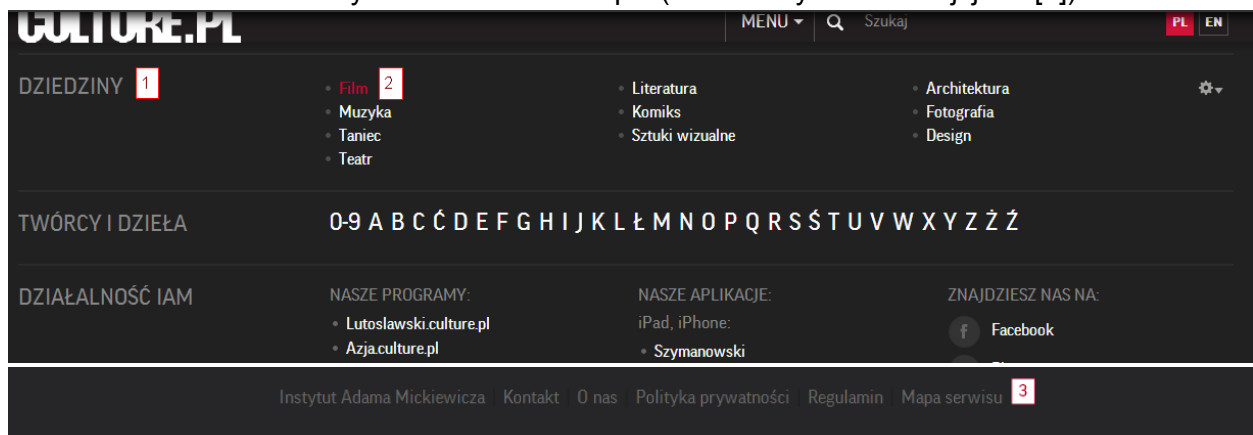 CULTURE.PL MENU Szukaj PL EN
DZIEDZINY 1
Film 2
Muzyka
Taniec
Teatr
Literatura
Komiks
Sztuki wizualne
Architektura
Fotografia
Design
TWÓRCY I DZIEŁA
0-9 A B C Ć D E F G H I J K L Ł M N O P Q R S Ś T U V W X Y Z Ż Ź
DZIAŁALNOŚĆ IAM
NASZE PROGRAMY:
Lutoslawski.culture.pl
Azja.culture.pl
NASZE APLIKACJE:
iPad, iPhone:
Szymanowski
ZNAJDZIESZ NAS NA:
Facebook
Instytut Adama Mickiewicza Kontakt O nas Polityka prywatności Regulamin Mapa serwisu 3